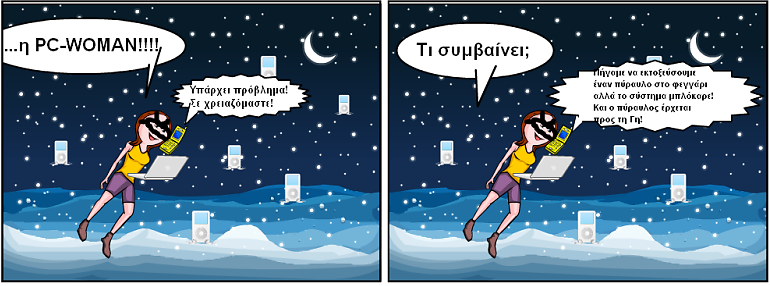 ...η PC-WOMAN!!!!
Υπάρχει πρόβλημα!
Σε χρειαζόμαστε!
Τι συμβαίνει;
Πήγαμε να εκτοξεύσουμε
έναν πύραυλο στο φεγγάρι
αλλά το σύστημα μπλόκαρε!
Και ο πύραυλος έρχεται
προς τη Γη!